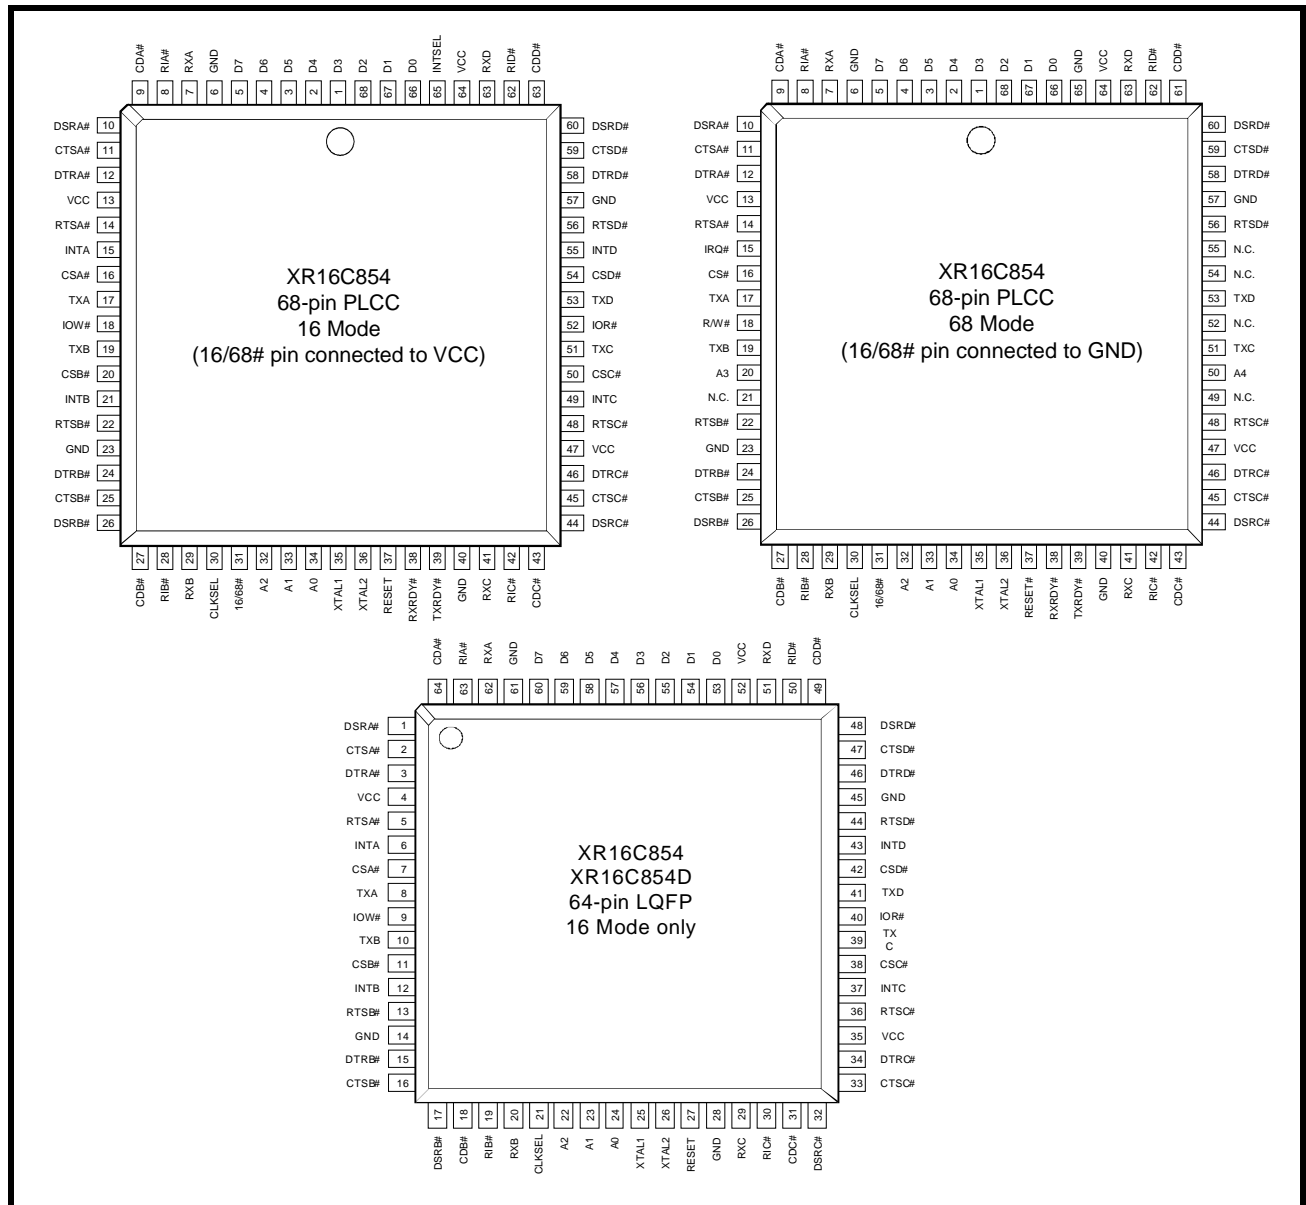 CDA# RIA# RXA GND D7 D6 D5 D4 D3 D2 D1 D0 INTSEL VCC RXD RID# CDD#
9 8 7 6 5 4 3 2 1 68 67 66 65 64 63 62 63
DSRA# 10
CTSA# 11
DTRA# 12
VCC 13
RTSA# 14
INTA 15
CSA# 16
TXA 17
IOW# 18
TXB 19
CSB# 20
INTB 21
RTSB# 22
GND 23
DTRB# 24
CTSB# 25
DSRB# 26
XR16C854
68-pin PLCC
16 Mode
(16/68# pin connected to VCC)
60 DSRD#
59 CTSD#
58 DTRD#
57 GND
56 RTSD#
55 INTD
54 CSD#
53 TXD
52 IOR#
51 TXC
50 CSC#
49 INTC
48 RTSC#
47 VCC
46 DTRC#
45 CTSC#
44 DSRC#
27 28 29 30 31 32 33 34 35 36 37 38 39 40 41 42 43
CDB# RIB# RXB CLKSEL 16/68# A2 A1 A0 XTAL1 XTAL2 RESET RXRDY# TXRDY# GND RXC RIC# CDC#
CDA# RIA# RXA GND D7 D6 D5 D4 D3 D2 D1 D0 GND VCC RXD RID# CDD#
9 8 7 6 5 4 3 2 1 68 67 66 65 64 63 62 61
DSRA# 10
CTSA# 11
DTRA# 12
VCC 13
RTSA# 14
IRQ# 15
CS# 16
TXA 17
R/W# 18
TXB 19
A3 20
N.C. 21
RTSB# 22
GND 23
DTRB# 24
CTSB# 25
DSRB# 26
XR16C854
68-pin PLCC
68 Mode
(16/68# pin connected to GND)
60 DSRD#
59 CTSD#
58 DTRD#
57 GND
56 RTSD#
55 N.C.
54 N.C.
53 TXD
52 N.C.
51 TXC
50 A4
49 N.C.
48 RTSC#
47 VCC
46 DTRC#
45 CTSC#
44 DSRC#
27 28 29 30 31 32 33 34 35 36 37 38 39 40 41 42 43
CDB# RIB# RXB CLKSEL 16/68# A2 A1 A0 XTAL1 XTAL2 RESET# RXRDY# TXRDY# GND RXC RIC# CDC#
CDA# RIA# RXA GND D7 D6 D5 D4 D3 D2 D1 D0 VCC RXD RID# CDD#
64 63 62 61 60 59 58 57 56 55 54 53 52 51 50 49
DSRA# 1
CTSA# 2
DTRA# 3
VCC 4
RTSA# 5
INTA 6
CSA# 7
TXA 8
IOW# 9
TXB 10
CSB# 11
INTB 12
RTSB# 13
GND 14
DTRB# 15
CTSB# 16
XR16C854
XR16C854D
64-pin LQFP
16 Mode only
48 DSRD#
47 CTSD#
46 DTRD#
45 GND
44 RTSD#
43 INTD
42 CSD#
41 TXD
40 IOR#
39 TX
C
38 CSC#
37 INTC
36 RTSC#
35 VCC
34 DTRC#
33 CTSC#
17 18 19 20 21 22 23 24 25 26 27 28 29 30 31 32
DSRB# CDB# RIB# RXB CLKSEL A2 A1 A0 XTAL1 XTAL2 RESET GND RXC RIC# CDC# DSRC#